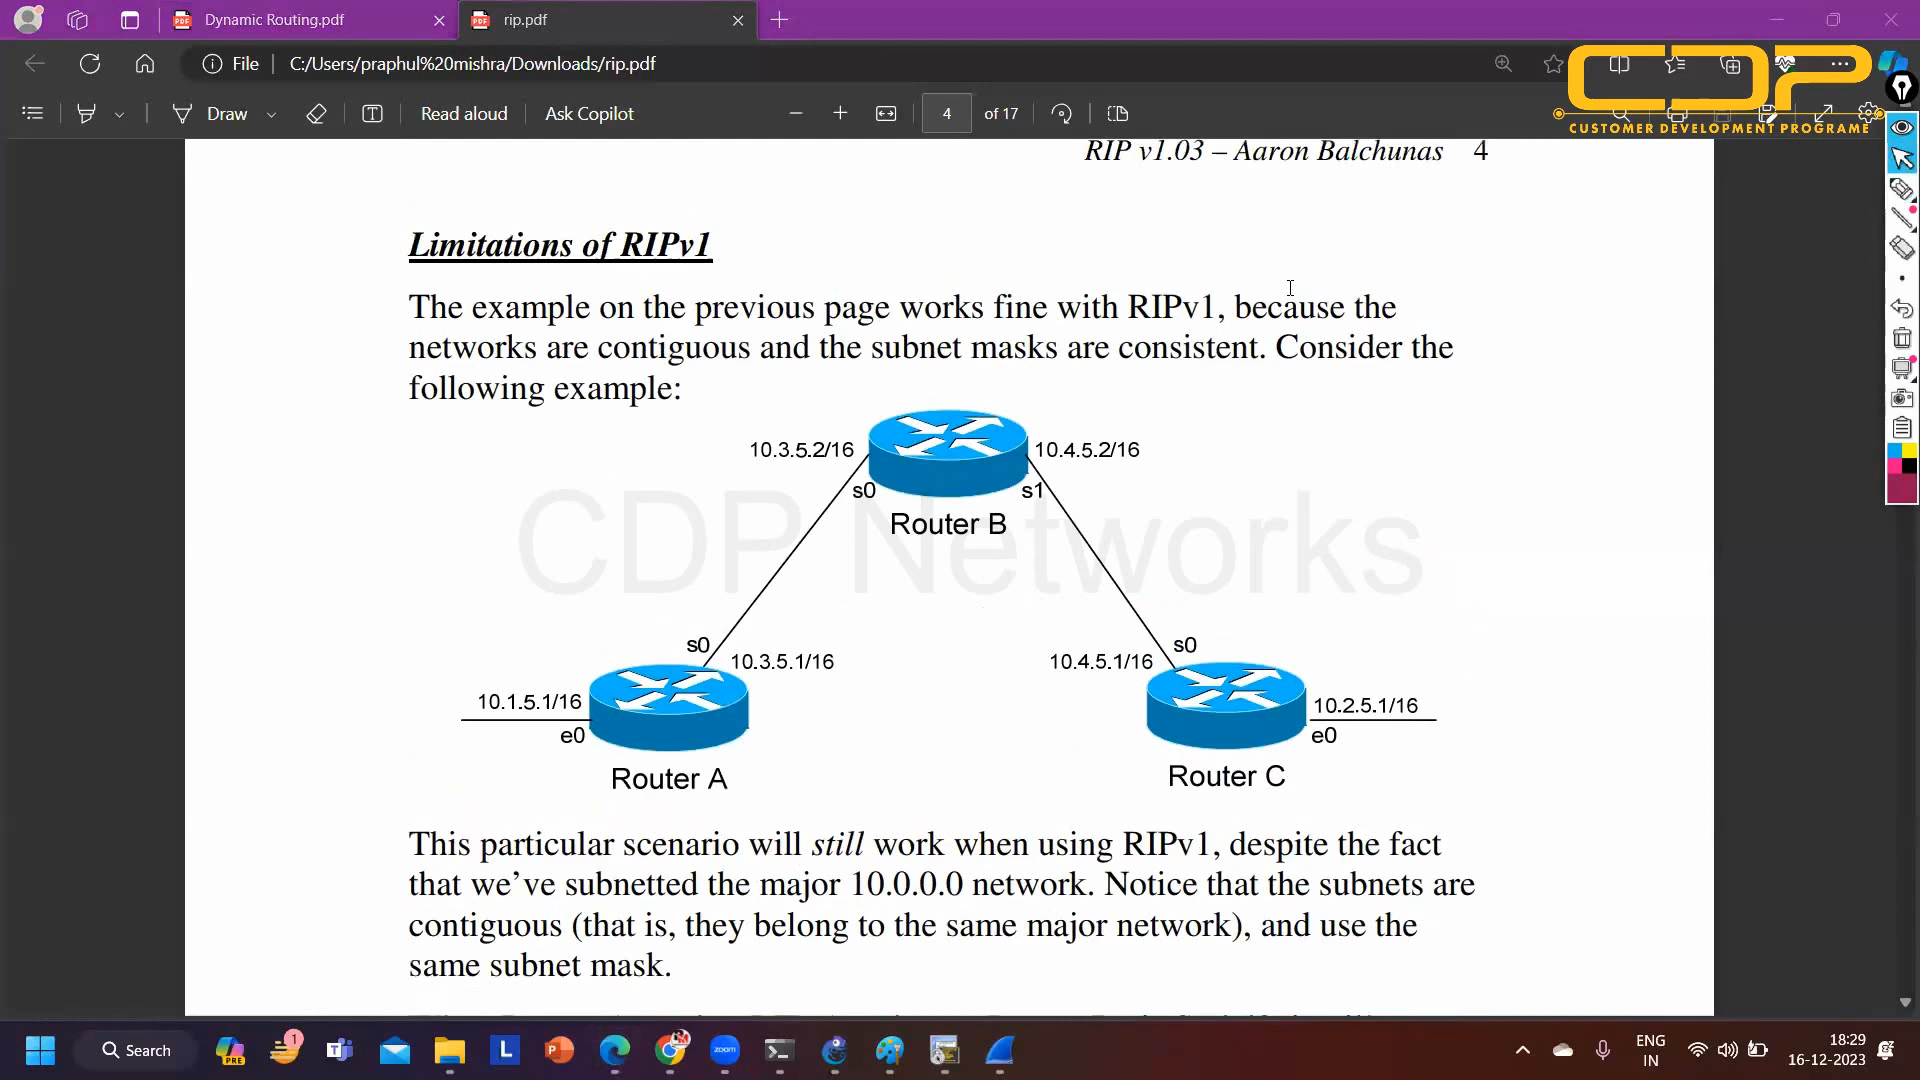 Dynamic Routing.pdf
rip.pdf
File
C:/Users/praphul%20mishra/Downloads/rip.pdf
CDP
CUSTOMER DEVELOPMENT PROGRAME
Draw
Read aloud
Ask Copilot
4
of 17
RIP v1.03 – Aaron Balchunas 4
Limitations of RIPv1
The example on the previous page works fine with RIPv1, because the
networks are contiguous and the subnet masks are consistent. Consider the
following example:
10.3.5.2/16
10.4.5.2/16
s0
s1
Router B
CDP Networks
s0
s0
10.3.5.1/16
10.4.5.1/16
10.1.5.1/16
10.2.5.1/16
e0
e0
Router A
Router C
This particular scenario will still work when using RIPv1, despite the fact
that we’ve subnetted the major 10.0.0.0 network. Notice that the subnets are
contiguous (that is, they belong to the same major network), and use the
same subnet mask.
Search
PRE
1
L
zoom
ENG
IN
18:29
16-12-2023